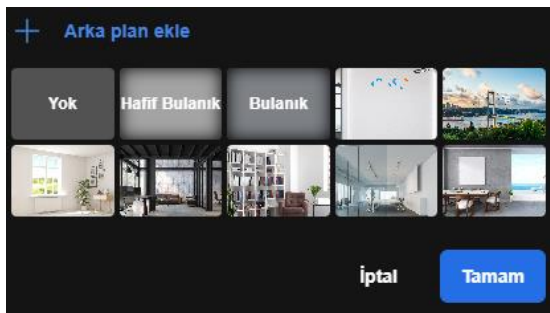 Arka plan ekle
Yok
Hafif Bulanık
Bulanık
İptal
Tamam